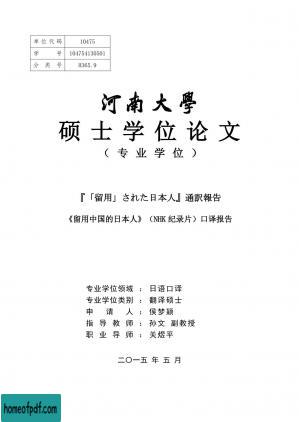 单位代码 10475
学号 104754130501
分类号 H365.9
河南大學
硕士学位论文
（专业学位）
『「留用」された日本人』通訳報告
《留用中国的日本人》（NHK 纪录片）口译报告
专业学位领域：日语口译
专业学位类别：翻译硕士
申请人：侯梦颖
指导教师：孙文 副教授
职业导师：关煜平
二〇一五年五月
homeofpdf.com